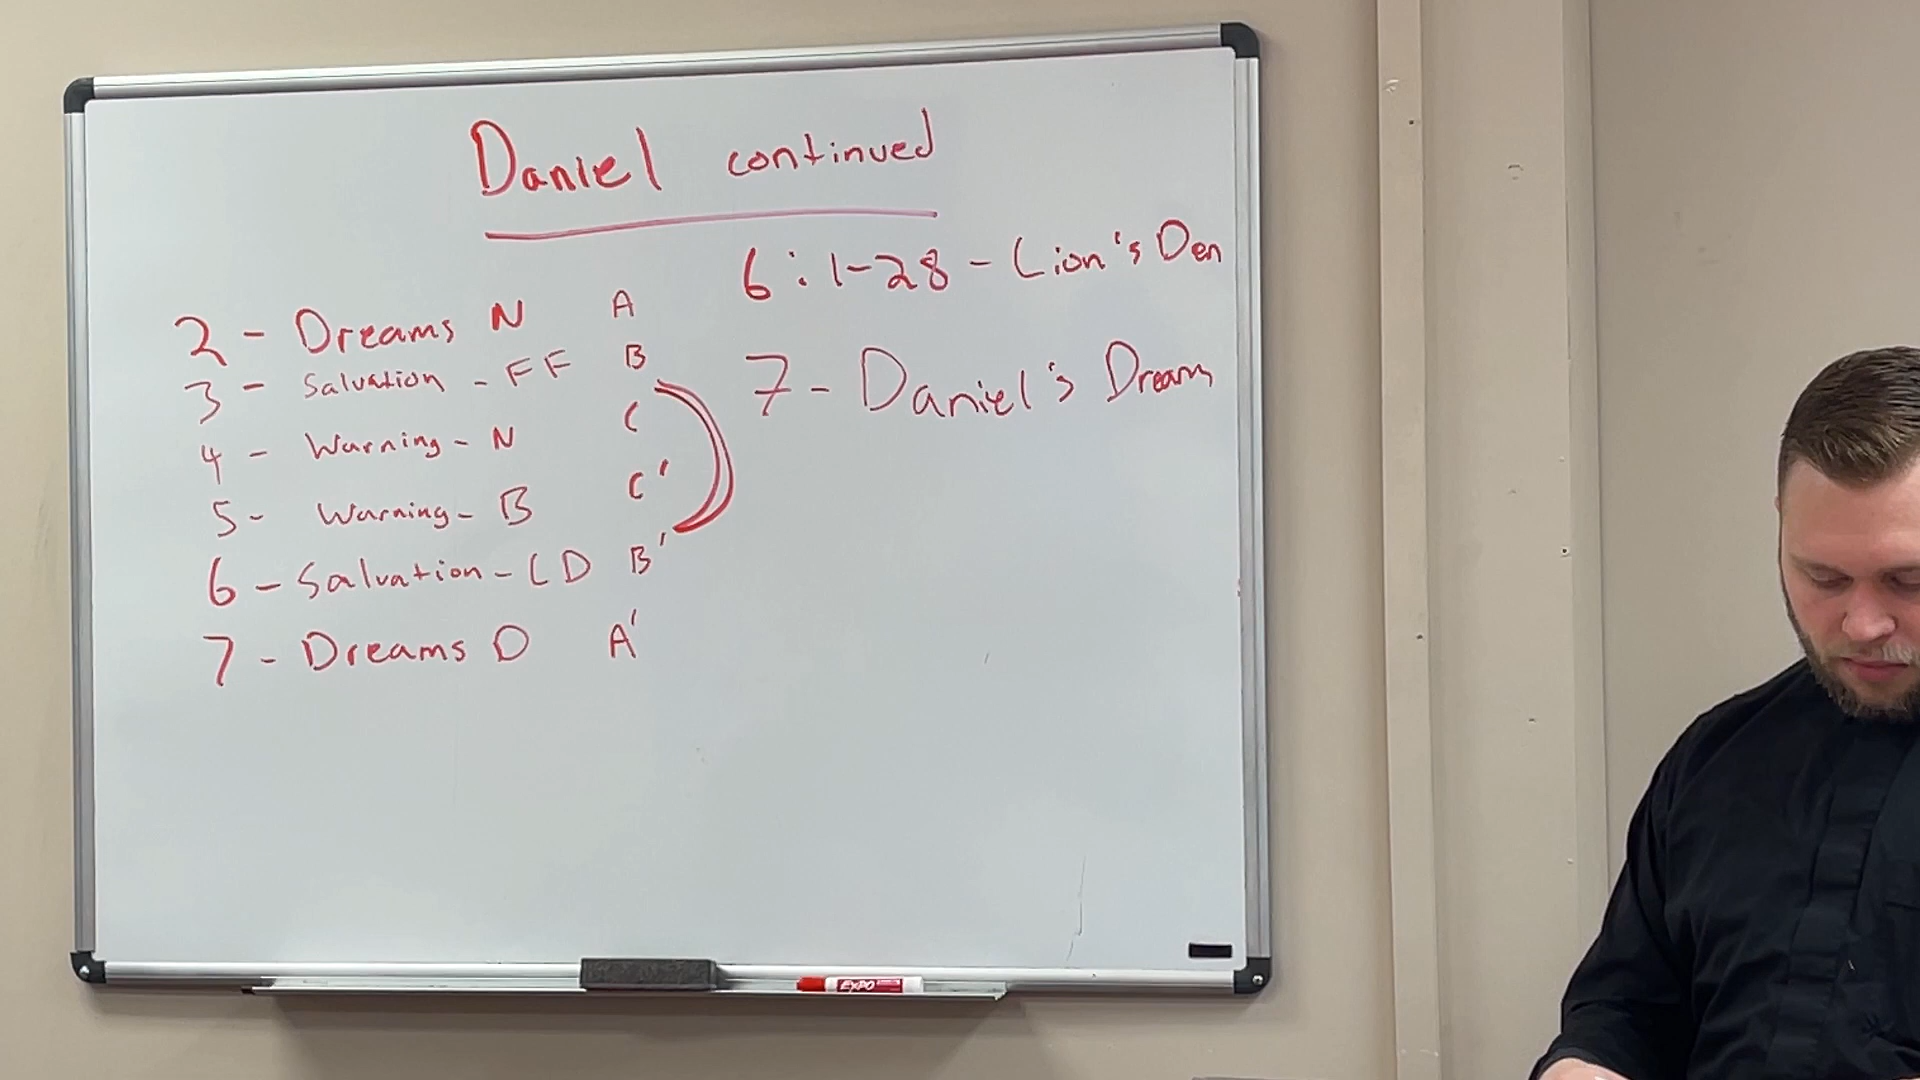 Daniel continued
2 - Dreams N A
3 - Salvation - FF B
4 - Warning - N C
5 - Warning - B C'
6 - Salvation - LD B'
7 - Dreams D A'
6:1-28 - Lion's Den
7 - Daniel's Dream
EXPO